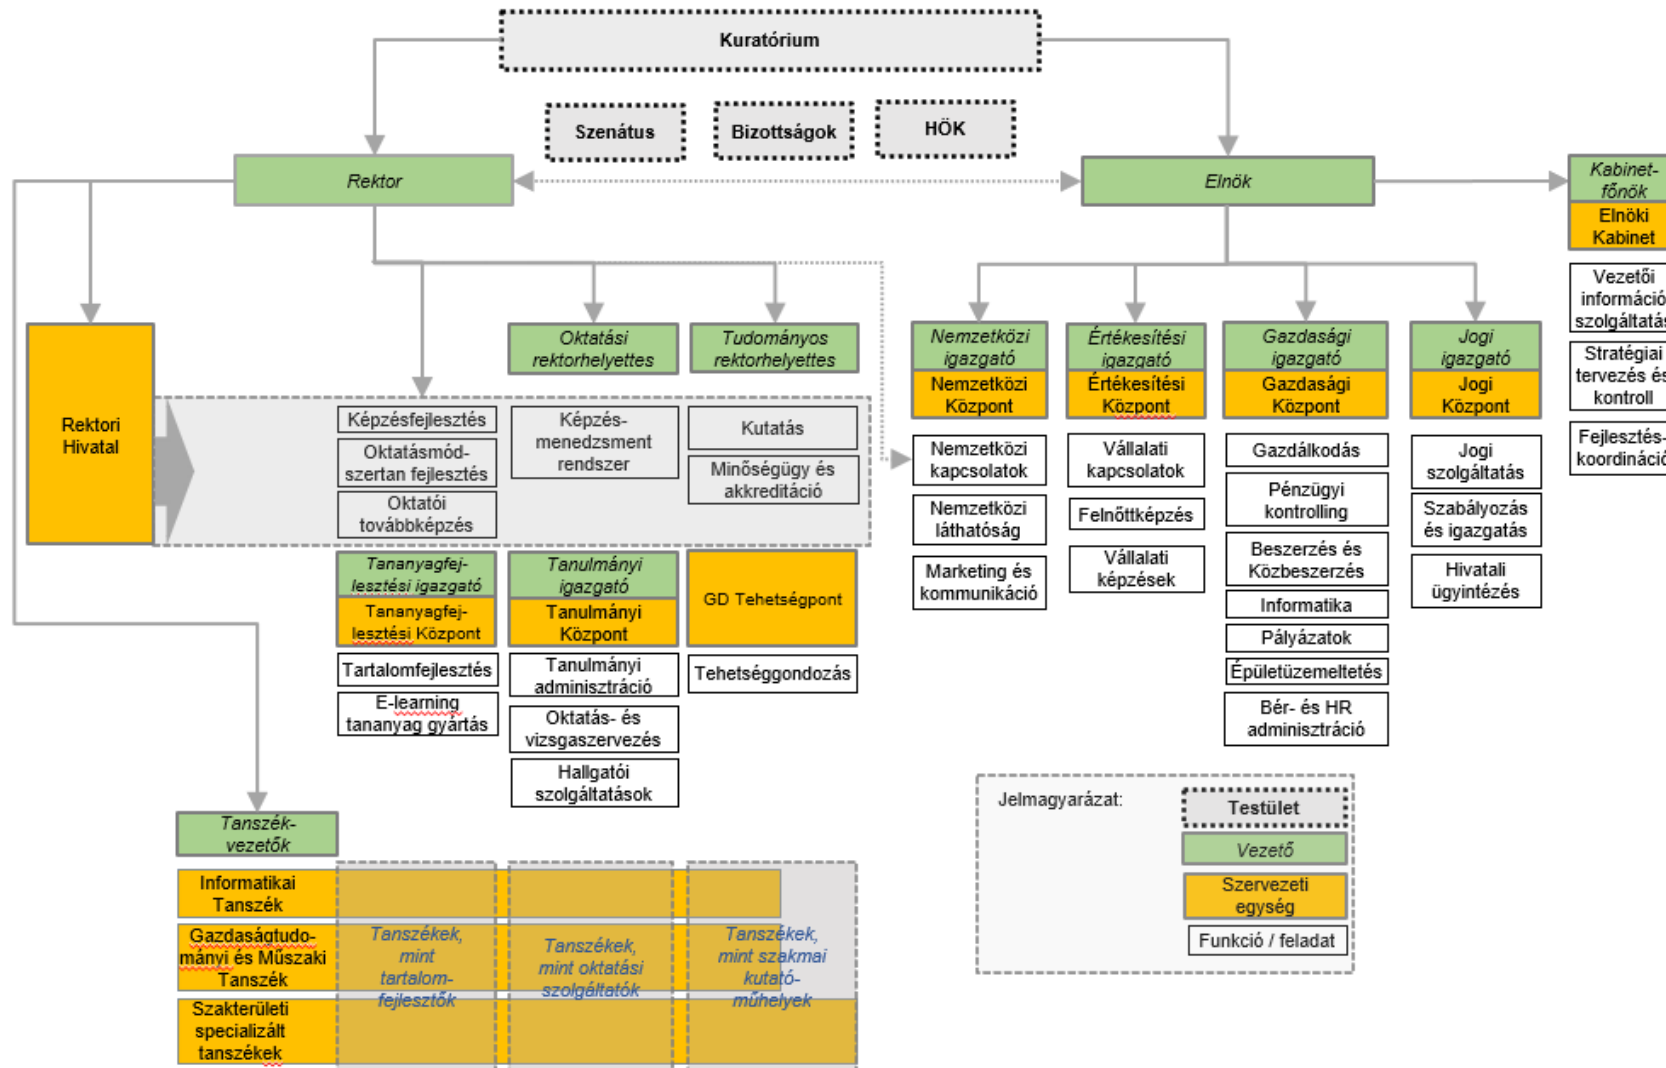 Kuratórium
Szenátus
Bizottságok
HÖK
Rektor
Elnök
Kabinet-
főnök
Elnöki
Kabinet
Vezetői
információ
szolgáltatás
Stratégiai
tervezés és
kontroll
Fejlesztés-
koordináció
Rektori
Hivatal
Oktatási
rektorhelyettes
Tudományos
rektorhelyettes
Képzésfejlesztés
Oktatásmód-
szertan fejlesztés
Oktatói
továbbképzés
Képzés-
menedzsment
rendszer
Kutatás
Minőségügy és
akkreditáció
Tananyagfej-
lesztési igazgató
Tananyagfej-
lesztési Központ
Tartalomfejlesztés
E-learning
tananyag gyártás
Tanulmányi
igazgató
Tanulmányi
Központ
Tanulmányi
adminisztráció
Oktatás- és
vizsgaszervezés
Hallgatói
szolgáltatások
GD Tehetségpont
Tehetséggondozás
Nemzetközi
igazgató
Nemzetközi
Központ
Nemzetközi
kapcsolatok
Nemzetközi
láthatóság
Marketing és
kommunikáció
Értékesítési
igazgató
Értékesítési
Központ
Vállalati
kapcsolatok
Felnőttképzés
Vállalati
képzések
Gazdasági
igazgató
Gazdasági
Központ
Gazdálkodás
Pénzügyi
kontrolling
Beszerzés és
Közbeszerzés
Informatika
Pályázatok
Épületüzemeltetés
Bér- és HR
adminisztráció
Jogi
igazgató
Jogi
Központ
Jogi
szolgáltatás
Szabályozás
és igazgatás
Hivatali
ügyintézés
Tanszék-
vezetők
Informatikai
Tanszék
Gazdaságtudo-
mányi és Műszaki
Tanszék
Szakterületi
specializált
tanszékek
Tanszékek,
mint
tartalom-
fejlesztők
Tanszékek,
mint oktatási
szolgáltatók
Tanszékek,
mint szakmai
kutató-
műhelyek
Jelmagyarázat:
Testület
Vezető
Szervezeti
egység
Funkció / feladat